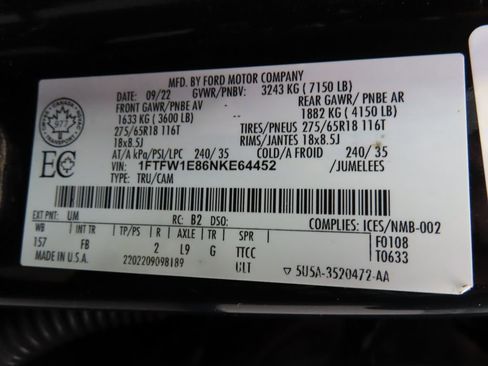 MFD. BY FORD MOTOR COMPANY
DATE: 09/22 GVWR/PNBV: 3243 KG ( 7150 LB)
FRONT GAWR/PNBE AV REAR GAWR/ PNBE AR
1633 KG ( 3600 LB) 1882 KG ( 4150 LB)
275/65R18 116T TIRES/PNEUS 275/65R18 116T
18x8.5J RIMS/JANTES 18x8.5J
AT/A kPa/PSI/LPC 240/ 35 COLD/A FROID 240/ 35
VIN: 1FTFW1E86NKE64452 /JUMELEES
TYPE: TRU/CAM
CANADA
TRANSPORT
EC
EXT PNT: UM RC: B2 DSO: COMPLIES: ICES/NMB-002
WB INT TR TP/PS R AXLE TR SPR F0108
157 FB 2 L9 G TTCC T0633
MADE IN U.S.A. 2202209098189 ULT 5U5A-3520472-AA